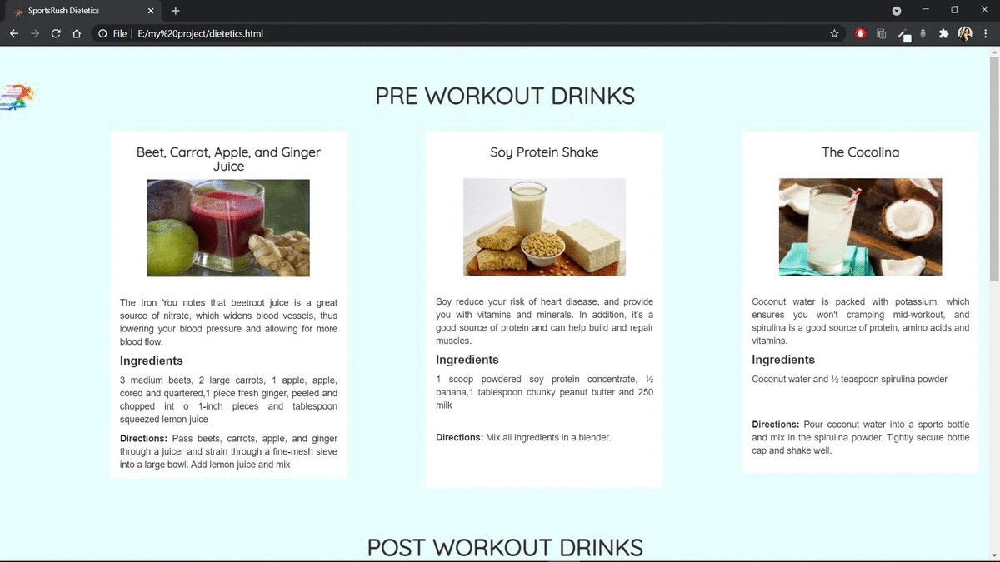 SportsRush Dietetics
File | E:/my%20project/dietetics.html
PRE WORKOUT DRINKS
Beet, Carrot, Apple, and Ginger
Juice
The Iron You notes that beetroot juice is a great
source of nitrate, which widens blood vessels, thus
lowering your blood pressure and allowing for more
blood flow.
Ingredients
3 medium beets, 2 large carrots, 1 apple, apple,
cored and quartered,1 piece fresh ginger, peeled and
chopped int o 1-inch pieces and tablespoon
squeezed lemon juice
Directions: Pass beets, carrots, apple, and ginger
through a juicer and strain through a fine-mesh sieve
into a large bowl. Add lemon juice and mix
Soy Protein Shake
Soy reduce your risk of heart disease, and provide
you with vitamins and minerals. In addition, it's a
good source of protein and can help build and repair
muscles.
Ingredients
1 scoop powdered soy protein concentrate, ½
banana,1 tablespoon chunky peanut butter and 250
milk
Directions: Mix all ingredients in a blender.
The Cocolina
Coconut water is packed with potassium, which
ensures you won't cramping mid-workout, and
spirulina is a good source of protein, amino acids and
vitamins.
Ingredients
Coconut water and ½ teaspoon spirulina powder
Directions: Pour coconut water into a sports bottle
and mix in the spirulina powder. Tightly secure bottle
cap and shake well.
POST WORKOUT DRINKS